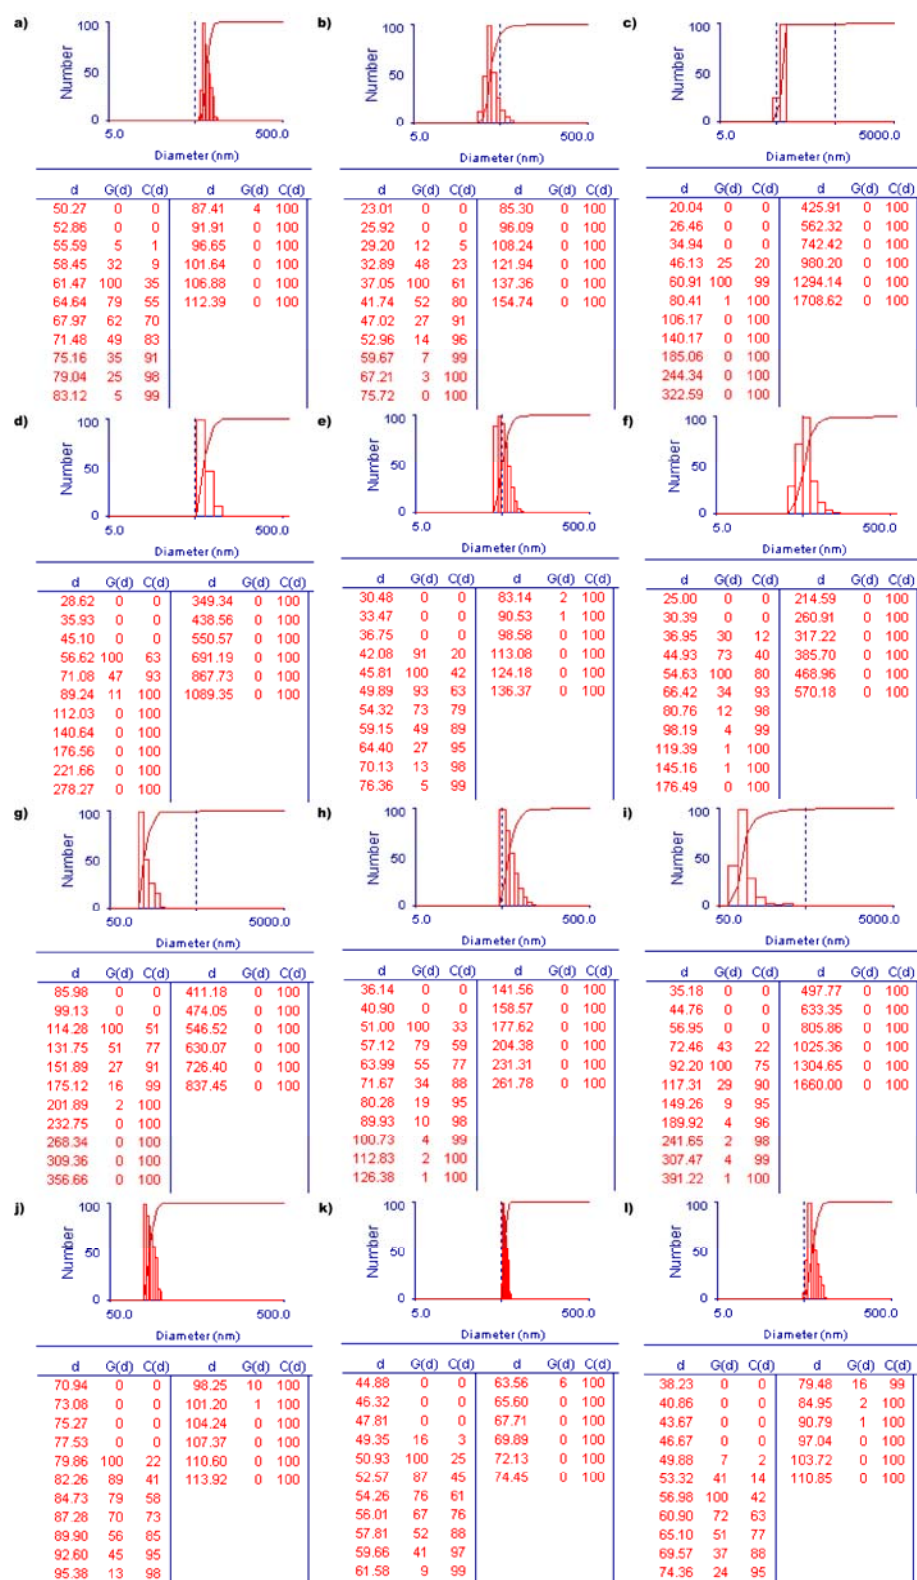 a)
100
Number
50
0
5.0 500.0
Diameter (nm)
d G(d) C(d) d G(d) C(d)
50.27 0 0 87.41 4 100
52.86 0 0 91.91 0 100
55.59 5 1 96.65 0 100
58.45 32 9 101.64 0 100
61.47 100 35 106.88 0 100
64.64 79 55 112.39 0 100
67.97 62 70
71.48 49 83
75.16 35 91
79.04 25 98
83.12 5 99
b)
100
Number
50
0
5.0 500.0
Diameter (nm)
d G(d) C(d) d G(d) C(d)
23.01 0 0 85.30 0 100
25.92 0 0 96.09 0 100
29.20 12 5 108.24 0 100
32.89 48 23 121.94 0 100
37.05 100 61 137.36 0 100
41.74 52 80 154.74 0 100
47.02 27 91
52.96 14 96
59.67 7 99
67.21 3 100
75.72 0 100
c)
100
Number
50
0
5.0 5000.0
Diameter (nm)
d G(d) C(d) d G(d) C(d)
20.04 0 0 425.91 0 100
26.46 0 0 562.32 0 100
34.94 0 0 742.42 0 100
46.13 25 20 980.20 0 100
60.91 100 99 1294.14 0 100
80.41 1 100 1708.62 0 100
106.17 0 100
140.17 0 100
185.06 0 100
244.34 0 100
322.59 0 100
d)
100
Number
50
0
5.0 500.0
Diameter (nm)
d G(d) C(d) d G(d) C(d)
28.62 0 0 349.34 0 100
35.93 0 0 438.56 0 100
45.10 0 0 550.57 0 100
56.62 100 63 691.19 0 100
71.08 47 93 867.73 0 100
89.24 11 100 1089.35 0 100
112.03 0 100
140.64 0 100
176.56 0 100
221.66 0 100
278.27 0 100
e)
100
Number
50
0
5.0 500.0
Diameter (nm)
d G(d) C(d) d G(d) C(d)
30.48 0 0 83.14 2 100
33.47 0 0 90.53 1 100
36.75 0 0 98.58 0 100
42.08 91 20 113.08 0 100
45.81 100 42 124.18 0 100
49.89 93 63 136.37 0 100
54.32 73 79
59.15 49 89
64.40 27 95
70.13 13 98
76.36 5 99
f)
100
Number
50
0
5.0 500.0
Diameter (nm)
d G(d) C(d) d G(d) C(d)
25.00 0 0 214.59 0 100
30.39 0 0 260.91 0 100
36.95 30 12 317.22 0 100
44.93 73 40 385.70 0 100
54.63 100 80 468.96 0 100
66.42 34 93 570.18 0 100
80.76 12 98
98.19 4 99
119.39 1 100
145.16 1 100
176.49 0 100
g)
100
Number
50
0
50.0 5000.0
Diameter (nm)
d G(d) C(d) d G(d) C(d)
85.98 0 0 411.18 0 100
99.13 0 0 474.05 0 100
114.28 100 51 546.52 0 100
131.75 51 77 630.07 0 100
151.89 27 91 726.40 0 100
175.12 16 99 837.45 0 100
201.89 2 100
232.75 0 100
268.34 0 100
309.36 0 100
356.66 0 100
h)
100
Number
50
0
5.0 500.0
Diameter (nm)
d G(d) C(d) d G(d) C(d)
36.14 0 0 141.56 0 100
40.90 0 0 158.57 0 100
51.00 100 33 177.62 0 100
57.12 79 59 204.38 0 100
63.99 55 77 231.31 0 100
71.67 34 88 261.78 0 100
80.28 19 95
89.93 10 98
100.73 4 99
112.83 2 100
126.38 1 100
i)
100
Number
50
0
50.0 5000.0
Diameter (nm)
d G(d) C(d) d G(d) C(d)
35.18 0 0 497.77 0 100
44.76 0 0 633.35 0 100
56.95 0 0 805.86 0 100
72.46 43 22 1025.36 0 100
92.20 100 75 1304.65 0 100
117.31 29 90 1660.00 0 100
149.26 9 95
189.92 4 96
241.65 2 98
307.47 4 99
391.22 1 100
j)
100
Number
50
0
50.0 500.0
Diameter (nm)
d G(d) C(d) d G(d) C(d)
70.94 0 0 98.25 10 100
73.08 0 0 101.20 1 100
75.27 0 0 104.24 0 100
77.53 0 0 107.37 0 100
79.86 100 22 110.60 0 100
82.26 89 41 113.92 0 100
84.73 79 58
87.28 70 73
89.90 56 85
92.60 45 95
95.38 13 98
k)
100
Number
50
0
5.0 500.0
Diameter (nm)
d G(d) C(d) d G(d) C(d)
44.88 0 0 63.56 6 100
46.32 0 0 65.60 0 100
47.81 0 0 67.71 0 100
49.35 16 3 69.89 0 100
50.93 100 25 72.13 0 100
52.57 87 45 74.45 0 100
54.26 76 61
56.01 67 76
57.81 52 88
59.66 41 97
61.58 9 99
l)
100
Number
50
0
5.0 500.0
Diameter (nm)
d G(d) C(d) d G(d) C(d)
38.23 0 0 79.48 16 99
40.86 0 0 84.95 2 100
43.67 0 0 90.79 1 100
46.67 0 0 97.04 0 100
49.88 7 2 103.72 0 100
53.32 41 14 110.85 0 100
56.98 100 42
60.90 72 63
65.10 51 77
69.57 37 88
74.36 24 95